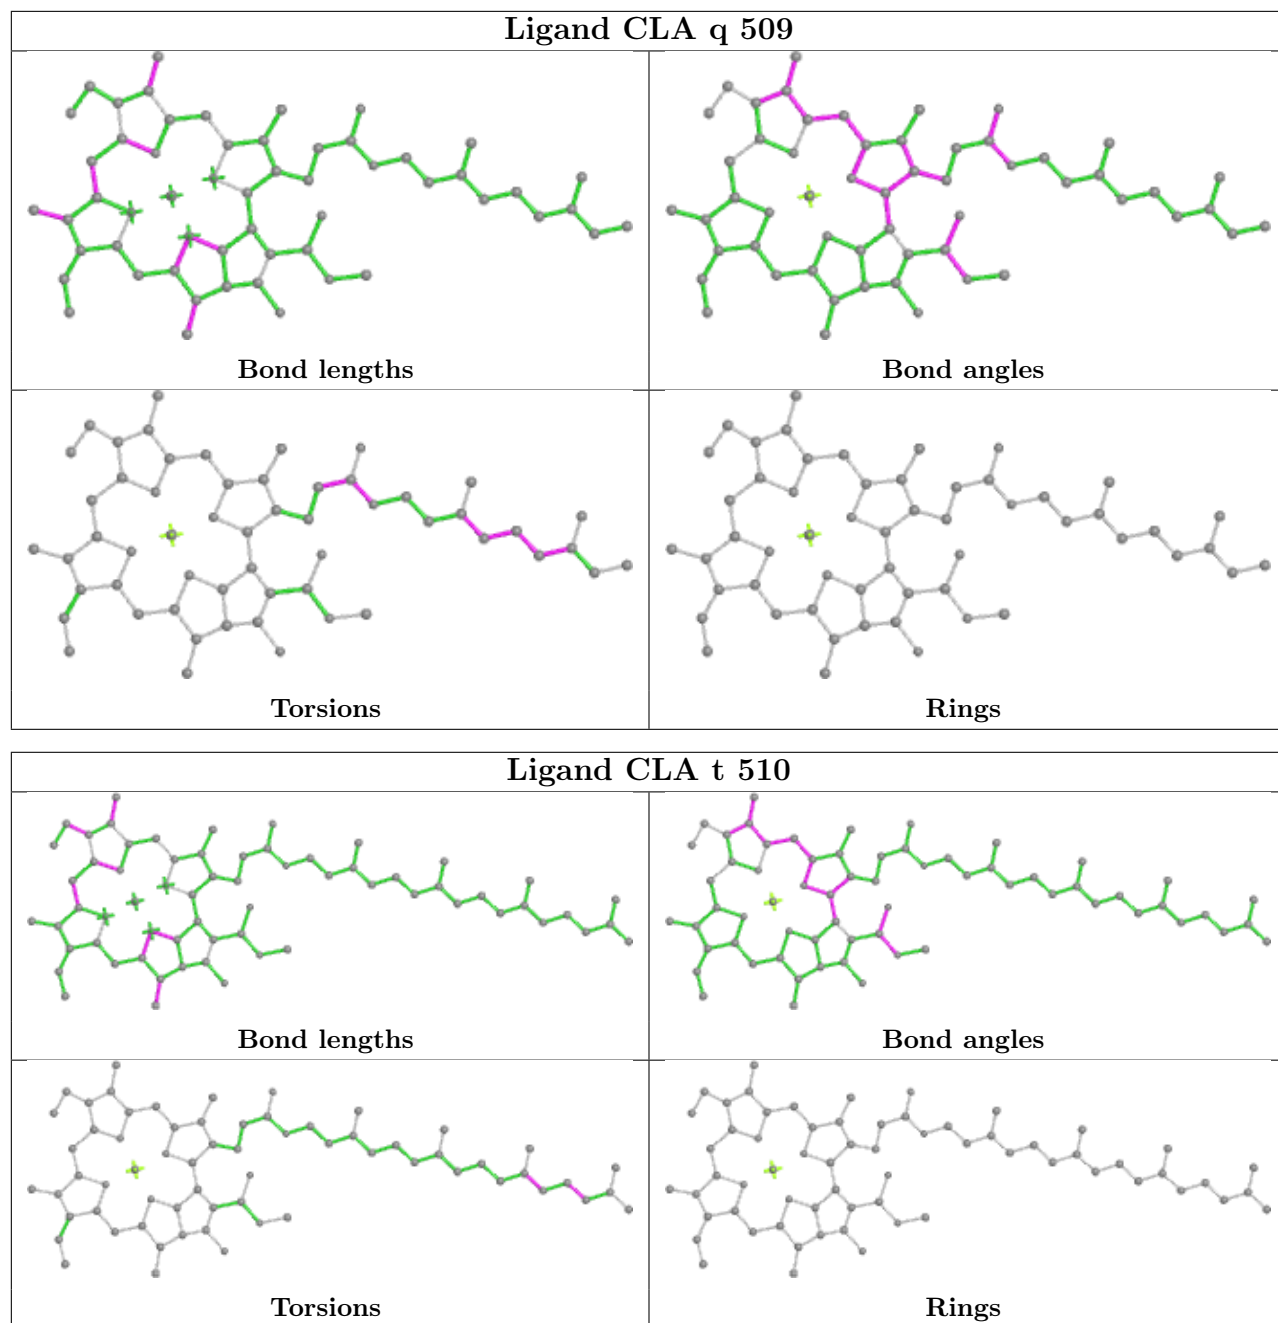 Ligand CLA q 509
Bond lengths
Bond angles
Torsions
Rings
Ligand CLA t 510
Bond lengths
Bond angles
Torsions
Rings